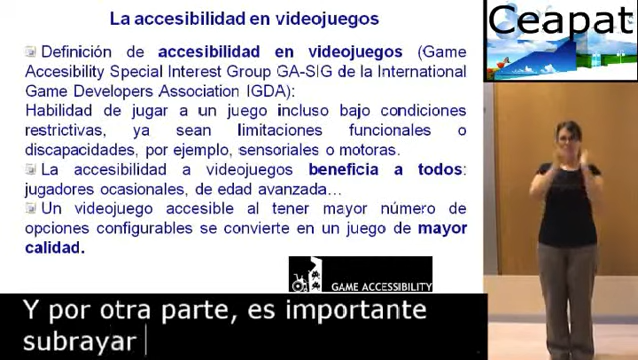 La accesibilidad en videojuegos
Definición de accesibilidad en videojuegos (Game
Accesibility Special Interest Group GA-SIG de la International
Game Developers Association IGDA):
Habilidad de jugar a un juego incluso bajo condiciones
restrictivas, ya sean limitaciones funcionales o
discapacidades, por ejemplo, sensoriales o motoras.
La accesibilidad a videojuegos beneficia a todos:
jugadores ocasionales, de edad avanzada…
Un videojuego accesible al tener mayor número de
opciones configurables se convierte en un juego de mayor
calidad.
GAME ACCESSIBILITY
Ceapat
Y por otra parte, es importante
subrayar